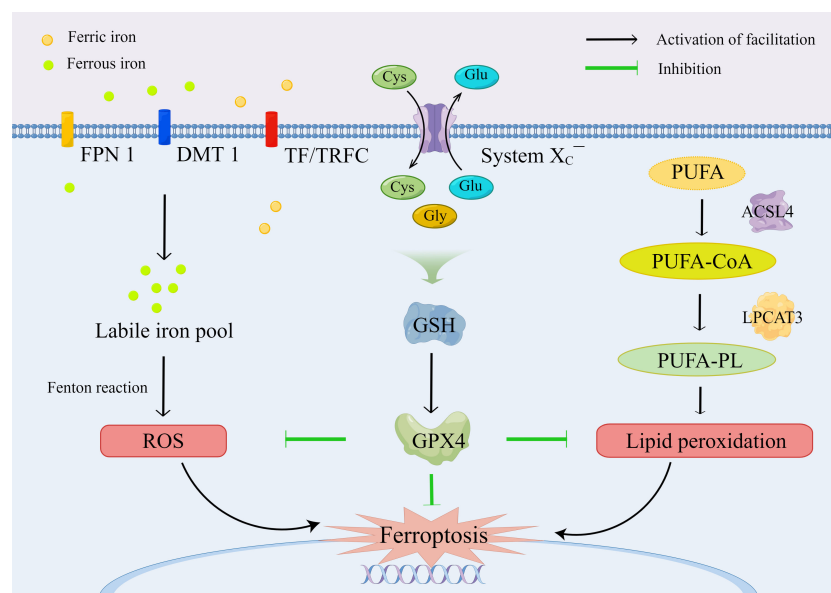 Ferric iron
Ferrous iron
Activation of facilitation
Inhibition
Cys
Glu
FPN 1
DMT 1
TF/TRFC
System XC−
Cys
Glu
Gly
PUFA
ACSL4
PUFA-CoA
LPCAT3
PUFA-PL
Labile iron pool
GSH
Fenton reaction
ROS
GPX4
Lipid peroxidation
Ferroptosis